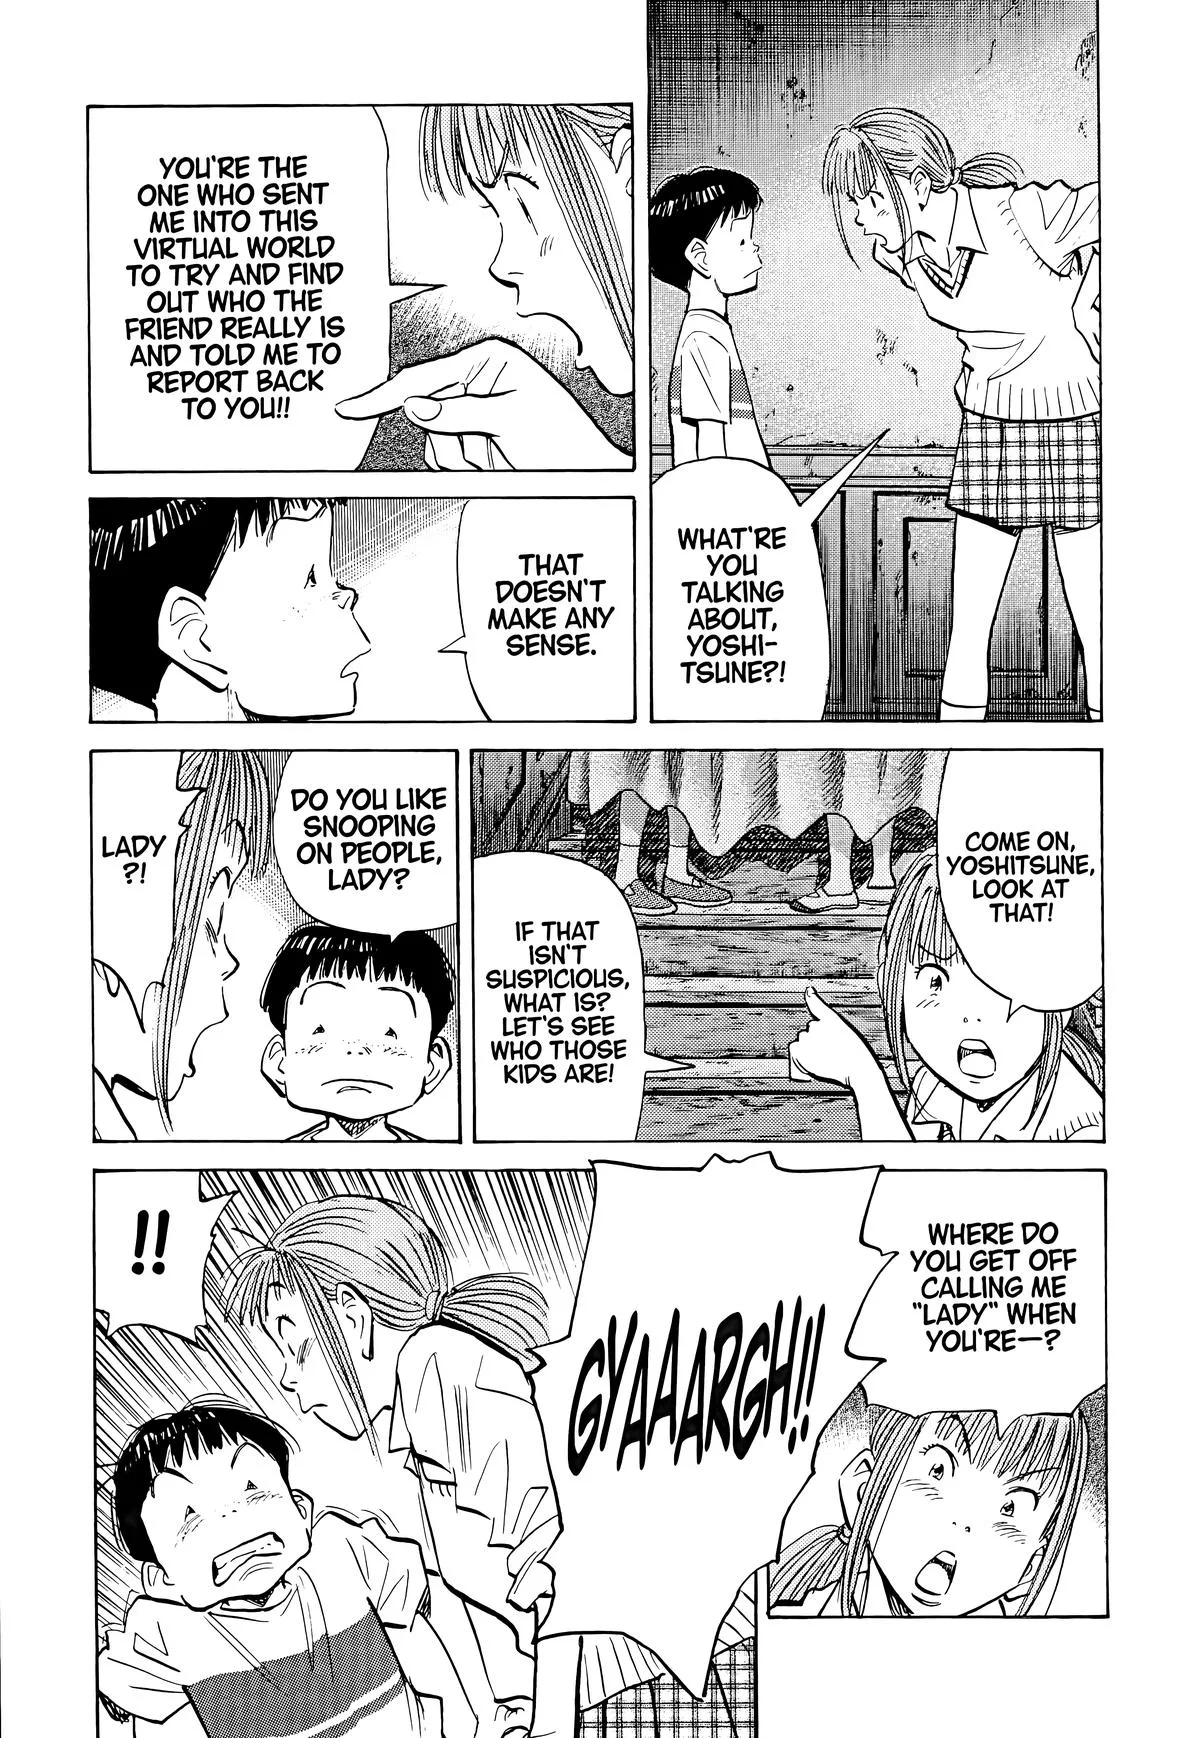 WHAT'RE
YOU
TALKING
ABOUT,
YOSHI-
TSUNE?!
YOU'RE THE
ONE WHO SENT
ME INTO THIS
VIRTUAL WORLD
TO TRY AND FIND
OUT WHO THE
FRIEND REALLY IS
AND TOLD ME TO
REPORT BACK
TO YOU!!
THAT
DOESN'T
MAKE ANY
SENSE.
COME ON,
YOSHITSUNE,
LOOK AT
THAT!
IF THAT
ISN'T
SUSPICIOUS,
WHAT IS?
LET'S SEE
WHO THOSE
KIDS ARE!
DO YOU LIKE
SNOOPING
ON PEOPLE,
LADY?
LADY
?!
WHERE DO
YOU GET OFF
CALLING ME
"LADY" WHEN
YOU'RE—?
GYAAAARGH!!
!!